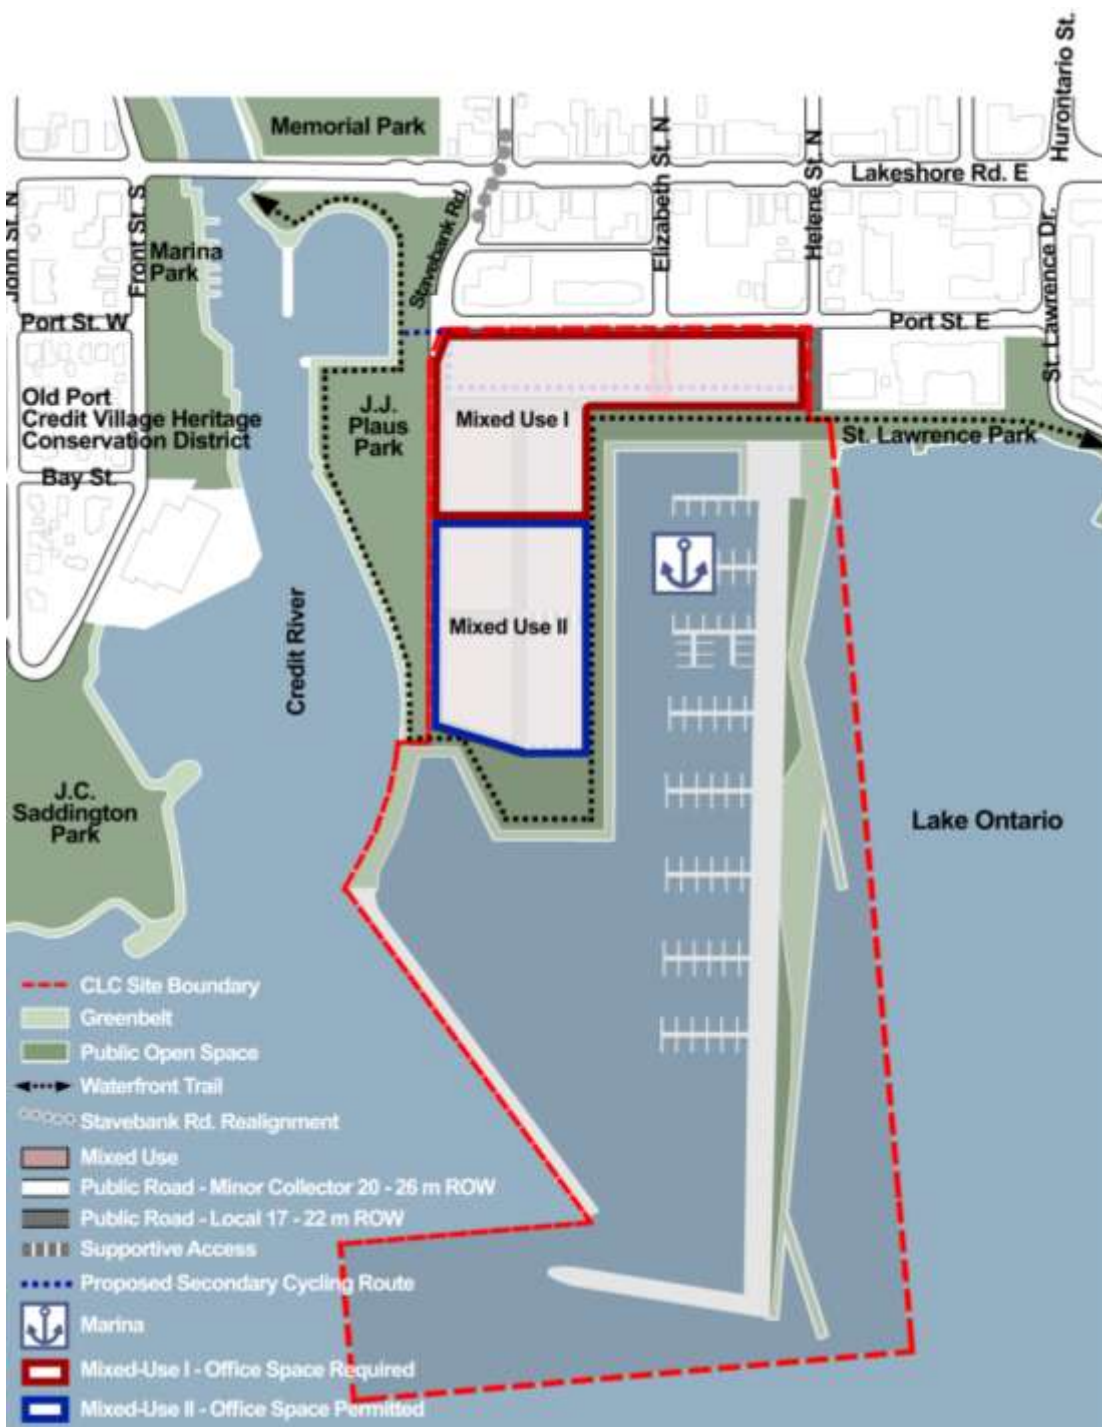 Hurontario St.
Memorial Park
Elizabeth St. N
Helene St. N
Lakeshore Rd. E
John St. N
Front St. S
Marina
Park
Stavebank Rd.
St. Lawrence Dr.
Port St. W
Port St. E
Old Port
Credit Village Heritage
Conservation District
J.J.
Plaus
Park
Mixed Use I
St. Lawrence Park
Bay St.
Mixed Use II
Credit River
J.C.
Saddington
Park
Lake Ontario
CLC Site Boundary
Greenbelt
Public Open Space
Waterfront Trail
Stavebank Rd. Realignment
Mixed Use
Public Road - Minor Collector 20 - 26 m ROW
Public Road - Local 17 - 22 m ROW
Supportive Access
Proposed Secondary Cycling Route
Marina
Mixed-Use I - Office Space Required
Mixed-Use II - Office Space Permitted